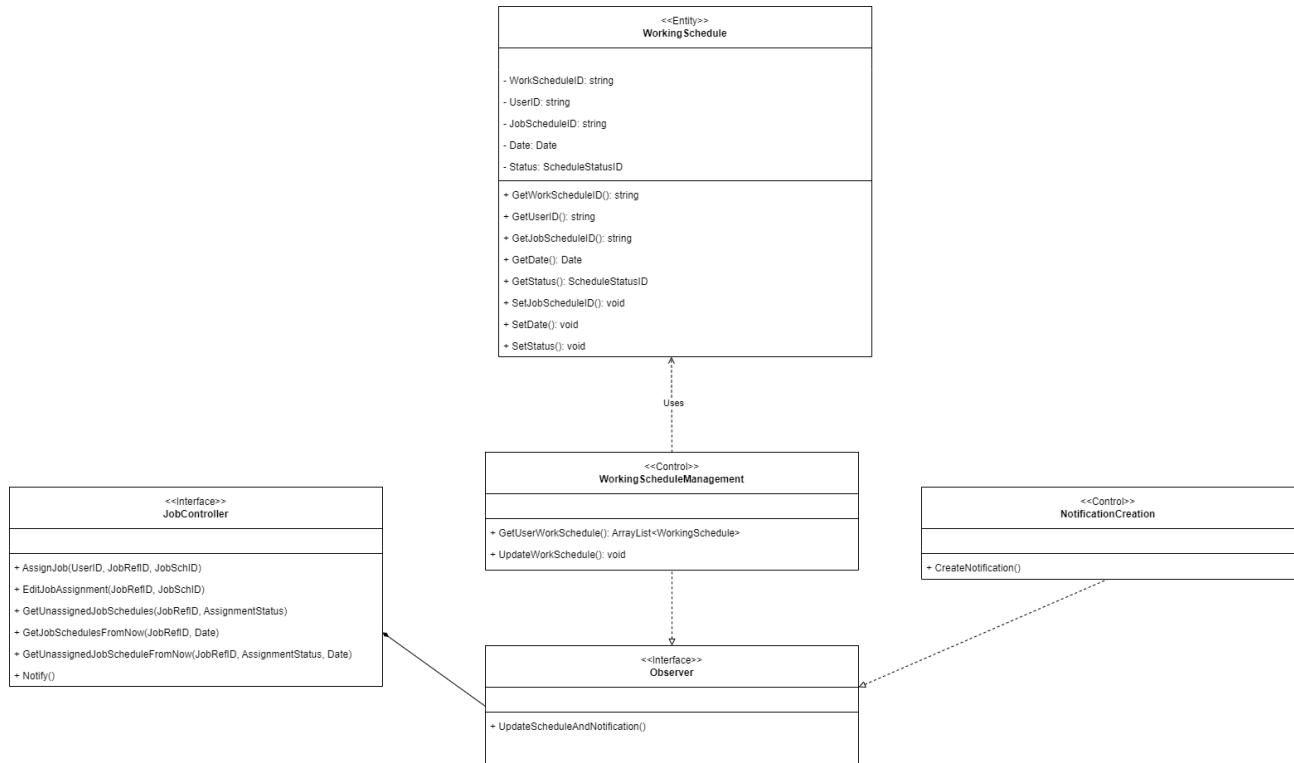 <<Entity>>
WorkingSchedule
- WorkScheduleID: string
- UserID: string
- JobScheduleID: string
- Date: Date
- Status: ScheduleStatusID
+ GetWorkScheduleID(): string
+ GetUserID(): string
+ GetJobScheduleID(): string
+ GetDate(): Date
+ GetStatus(): ScheduleStatusID
+ SetJobScheduleID(): void
+ SetDate(): void
+ SetStatus(): void
Uses
<<Control>>
WorkingScheduleManagement
+ GetUserWorkSchedule(): ArrayList<WorkingSchedule>
+ UpdateWorkSchedule(): void
<<Interface>>
JobController
+ AssignJob(UserID, JobRefID, JobSchID)
+ EditJobAssignment(JobRefID, JobSchID)
+ GetUnassignedJobSchedules(JobRefID, AssignmentStatus)
+ GetJobSchedulesFromNow(JobRefID, Date)
+ GetUnassignedJobScheduleFromNow(JobRefID, AssignmentStatus, Date)
+ Notify()
<<Control>>
NotificationCreation
+ CreateNotification()
<<Interface>>
Observer
+ UpdateScheduleAndNotification()